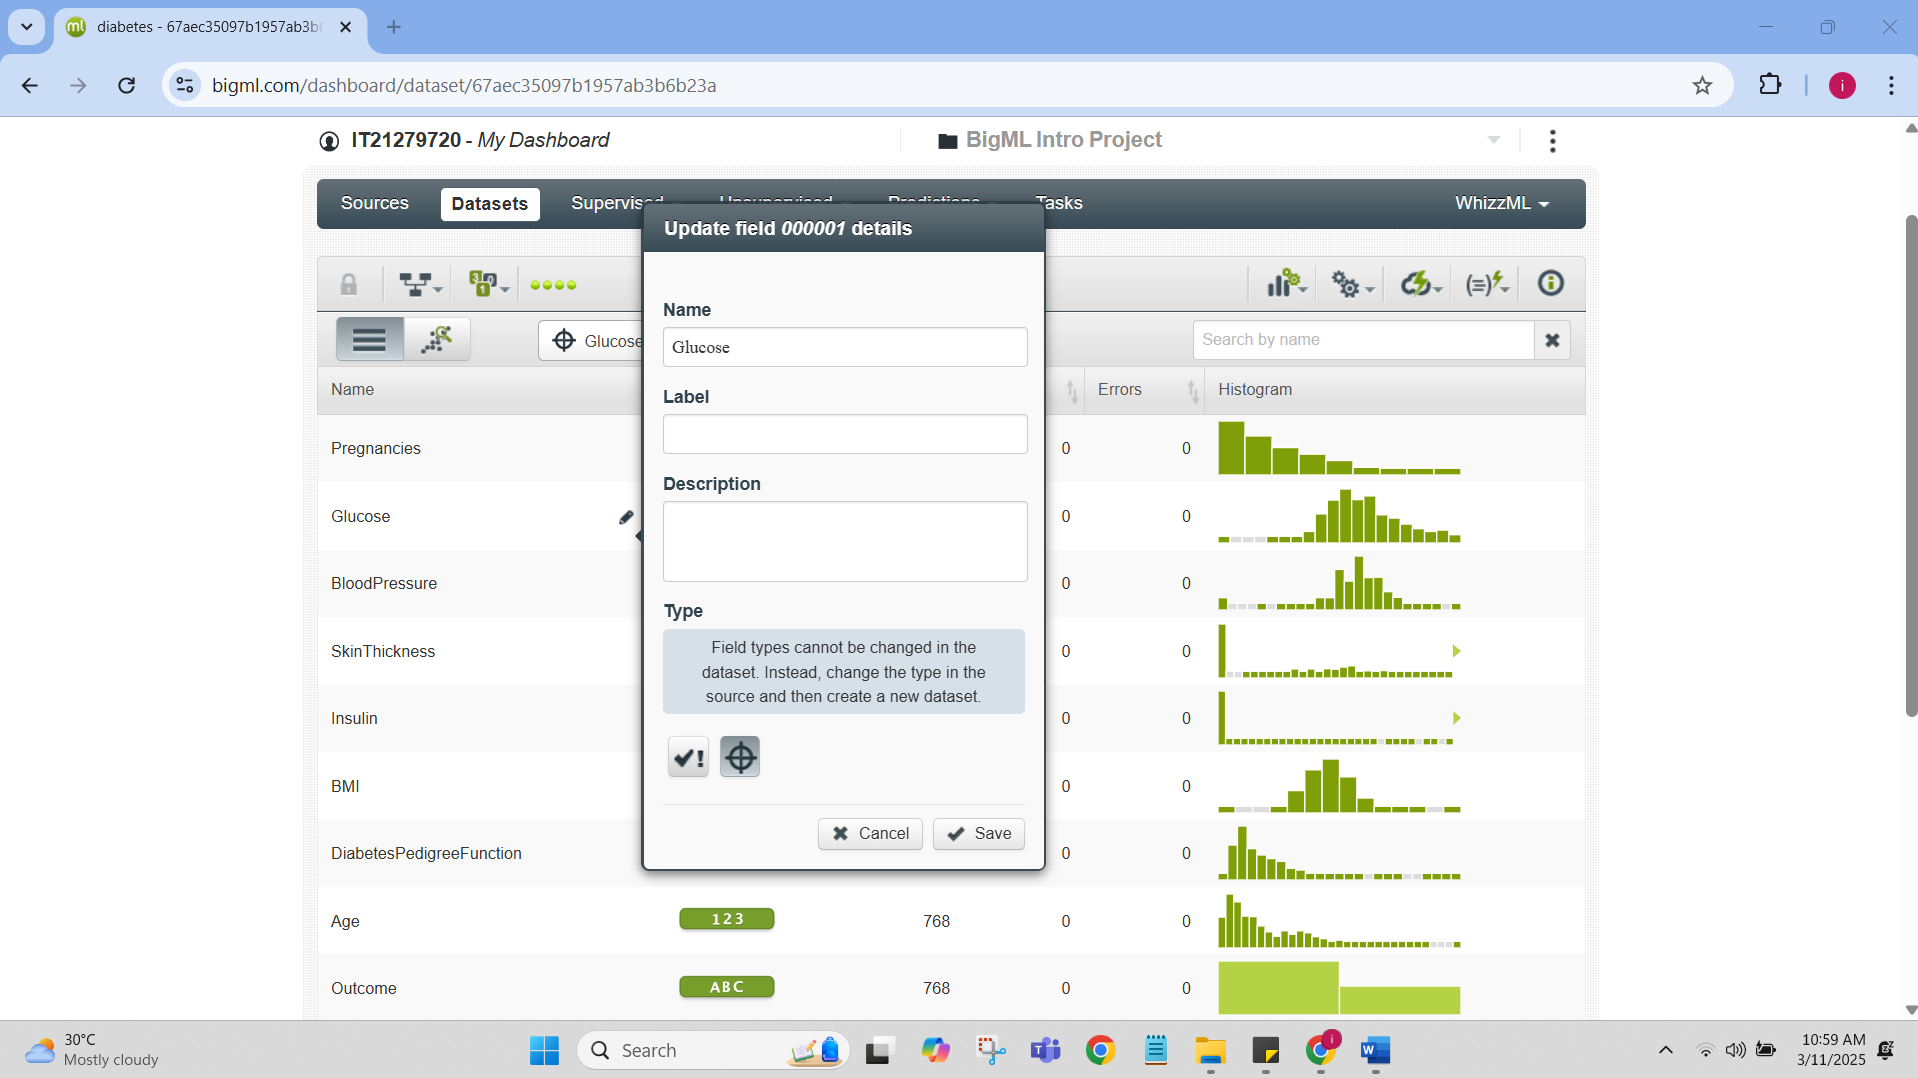 diabetes - 67aec35097b1957ab3b6
bigml.com/dashboard/dataset/67aec35097b1957ab3b6b23a
i
IT21279720 - My Dashboard
BigML Intro Project
Sources
Datasets
Supervised
Unsupervised
Predictions
Tasks
WhizzML
Update field 000001 details
Name
Glucose
Label
Description
Type
Field types cannot be changed in the
dataset. Instead, change the type in the
source and then create a new dataset.
Cancel
Save
Glucose
Search by name
Name
Errors
Histogram
Pregnancies
0
0
Glucose
0
0
BloodPressure
0
0
SkinThickness
0
0
Insulin
0
0
BMI
0
0
DiabetesPedigreeFunction
0
0
Age
123
768
0
0
Outcome
ABC
768
0
0
30°C
Mostly cloudy
Search
10:59 AM
3/11/2025